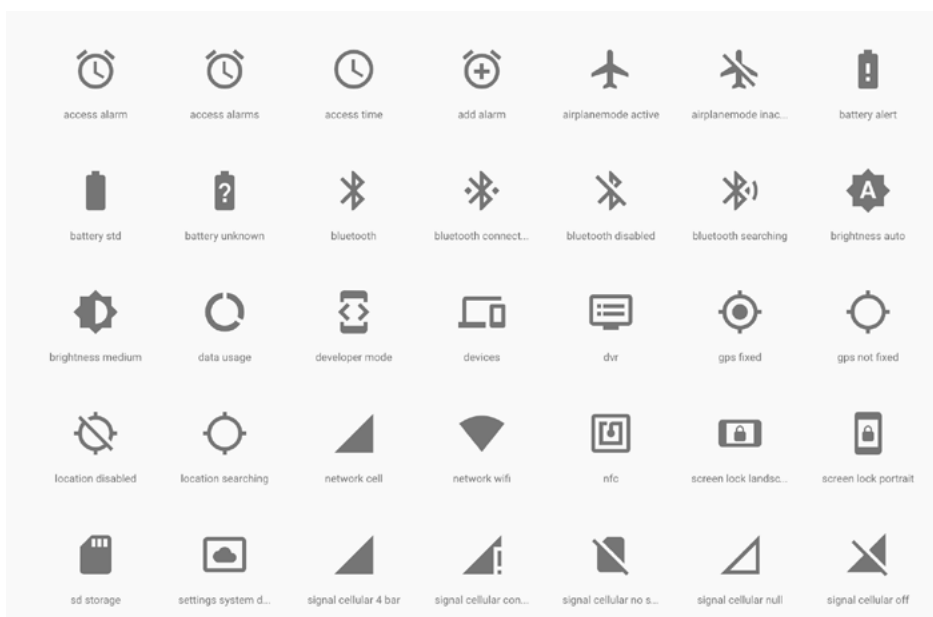 access alarm
access alarms
access time
add alarm
airplanemode active
airplanemode inac...
battery alert
battery std
battery unknown
bluetooth
bluetooth connect...
bluetooth disabled
bluetooth searching
brightness auto
brightness medium
data usage
developer mode
devices
dvr
gps fixed
gps not fixed
location disabled
location searching
network cell
network wifi
nfc
screen lock landsc...
screen lock portrait
sd storage
settings system d...
signal cellular 4 bar
signal cellular con...
signal cellular no s...
signal cellular null
signal cellular off